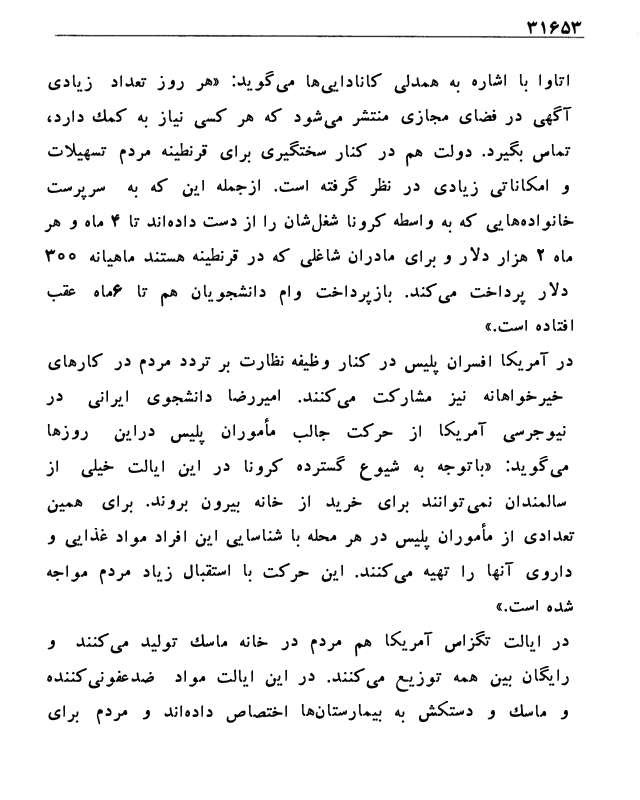 ۳۱۶۵۳
اتاوا با اشاره به همدلی کانادایی‌ها می‌گوید: «هر روز تعداد زیادی
آگهی در فضای مجازی منتشر می‌شود که هر کسی نیاز به کمك دارد،
تماس بگیرد. دولت هم در کنار سختگیری برای قرنطینه مردم تسهیلات
و امکاناتی زیادی در نظر گرفته است. ازجمله این که به سرپرست
خانواده‌هایی که به واسطه کرونا شغل‌شان را از دست داده‌اند تا ۴ ماه و هر
ماه ۲ هزار دلار و برای مادران شاغلی که در قرنطینه هستند ماهیانه ۳۰۰
دلار پرداخت می‌کند. بازپرداخت وام دانشجویان هم تا ۶ماه عقب
افتاده است.»
در آمریکا افسران پلیس در کنار وظیفه نظارت بر تردد مردم در کارهای
خیرخواهانه نیز مشارکت می‌کنند. امیررضا دانشجوی ایرانی در
نیوجرسی آمریکا از حرکت جالب مأموران پلیس دراین روزها
می‌گوید: «باتوجه به شیوع گسترده کرونا در این ایالت خیلی از
سالمندان نمی‌توانند برای خرید از خانه بیرون بروند. برای همین
تعدادی از مأموران پلیس در هر محله با شناسایی این افراد مواد غذایی و
داروی آنها را تهیه می‌کنند. این حرکت با استقبال زیاد مردم مواجه
شده است.»
در ایالت تگزاس آمریکا هم مردم در خانه ماسك تولید می‌کنند و
رایگان بین همه توزیع می‌کنند. در این ایالت مواد ضدعفونی‌کننده
و ماسك و دستکش به بیمارستان‌ها اختصاص داده‌اند و مردم برای